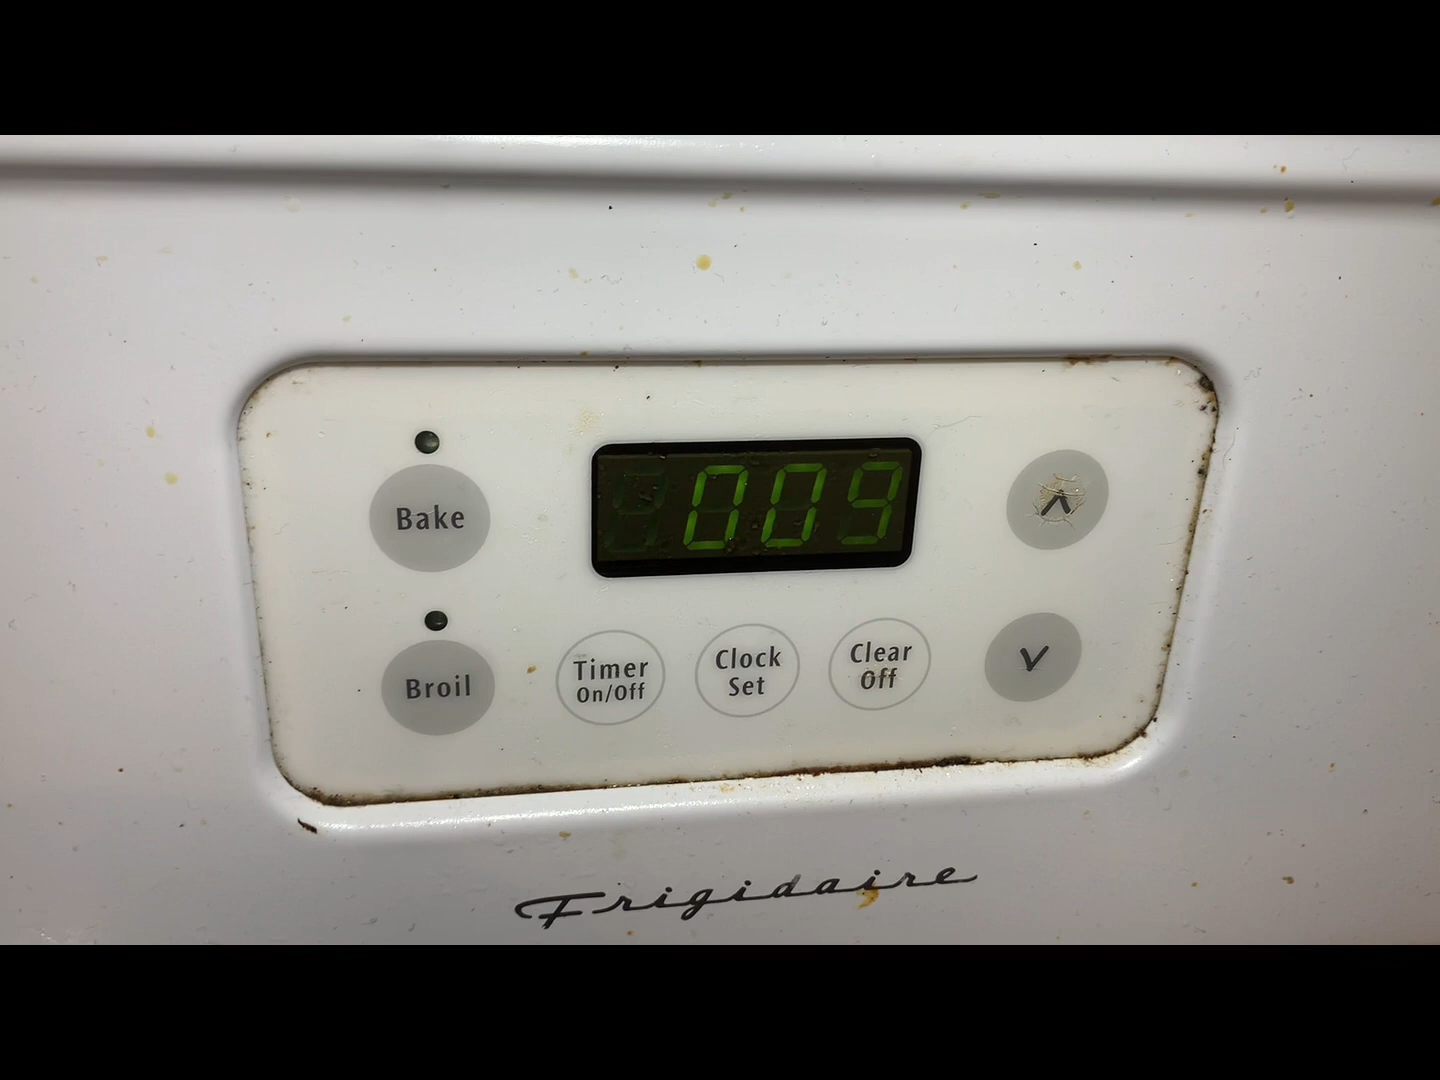 009
Bake
Broil
Timer
On/Off
Clock
Set
Clear
Off
Frigidaire